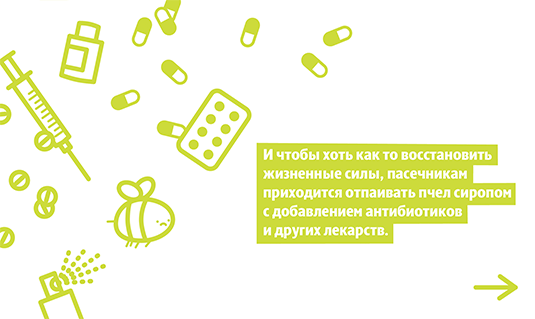 И чтобы хоть как то восстановить
жизненные силы, пасечникам
приходится отпаивать пчел сиропом
с добавлением антибиотиков
и других лекарств.